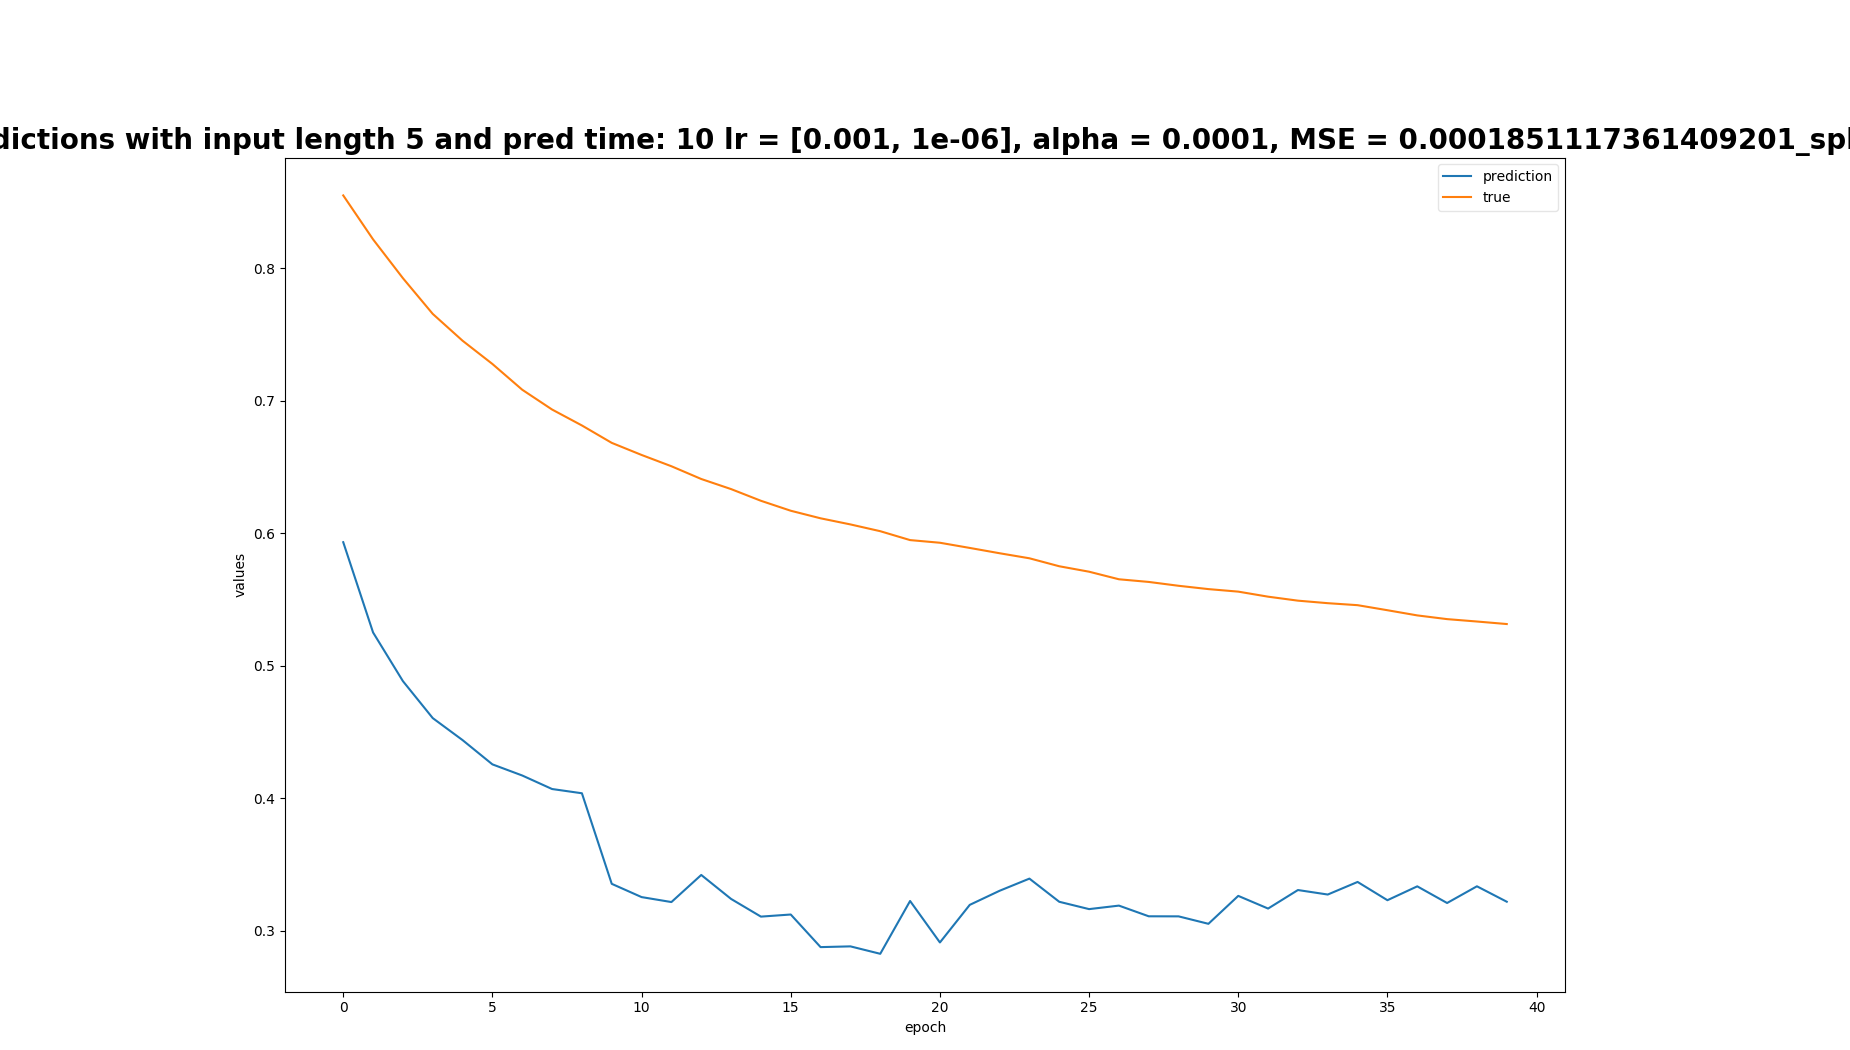 dictions with input length 5 and pred time: 10 lr = [0.001, 1e-06], alpha = 0.0001, MSE = 0.0001851117361409201_spl
prediction
true
0.8
0.7
0.6
0.5
0.4
0.3
values
0 5 10 15 20 25 30 35 40
epoch